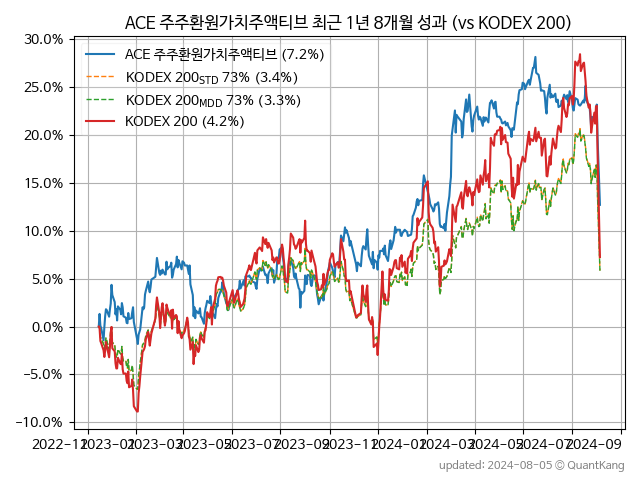 ACE 주주환원가치주액티브 최근 1년 8개월 성과 (vs KODEX 200)
30.0%
25.0%
20.0%
15.0%
10.0%
5.0%
0.0%
−5.0%
−10.0%
ACE 주주환원가치주액티브 (7.2%)
KODEX 200STD 73% (3.4%)
KODEX 200MDD 73% (3.3%)
KODEX 200 (4.2%)
2022-11 2023-01 2023-03 2023-05 2023-07 2023-09 2023-11 2024-01 2024-03 2024-05 2024-07 2024-09
updated: 2024-08-05 © QuantKang